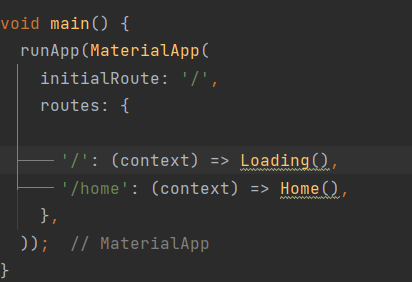 void main() {
  runApp(MaterialApp(
    initialRoute: '/',
    routes: {
      '/': (context) => Loading(),
      '/home': (context) => Home(),
    },
  ));  // MaterialApp
}